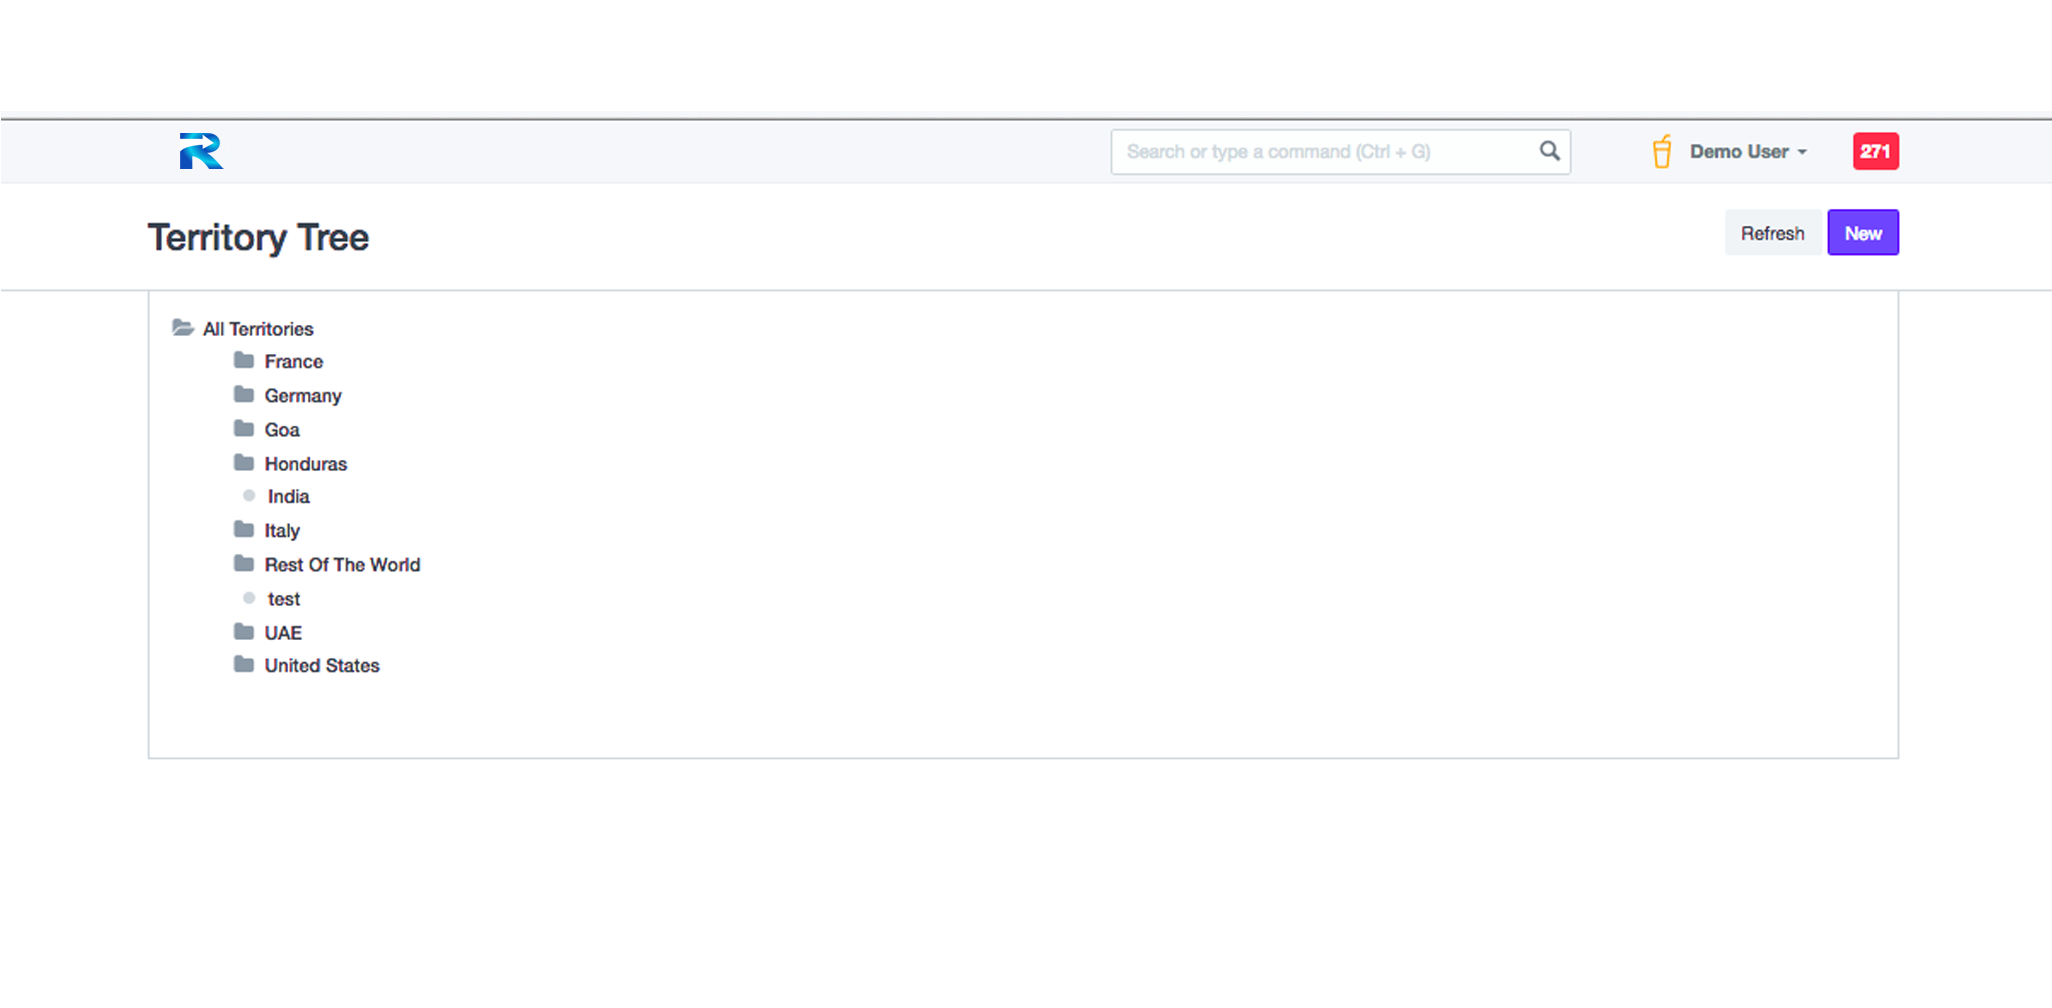 Search or type a command (Ctrl + G)
Demo User
271
Territory Tree
Refresh
New
All Territories
France
Germany
Goa
Honduras
India
Italy
Rest Of The World
test
UAE
United States